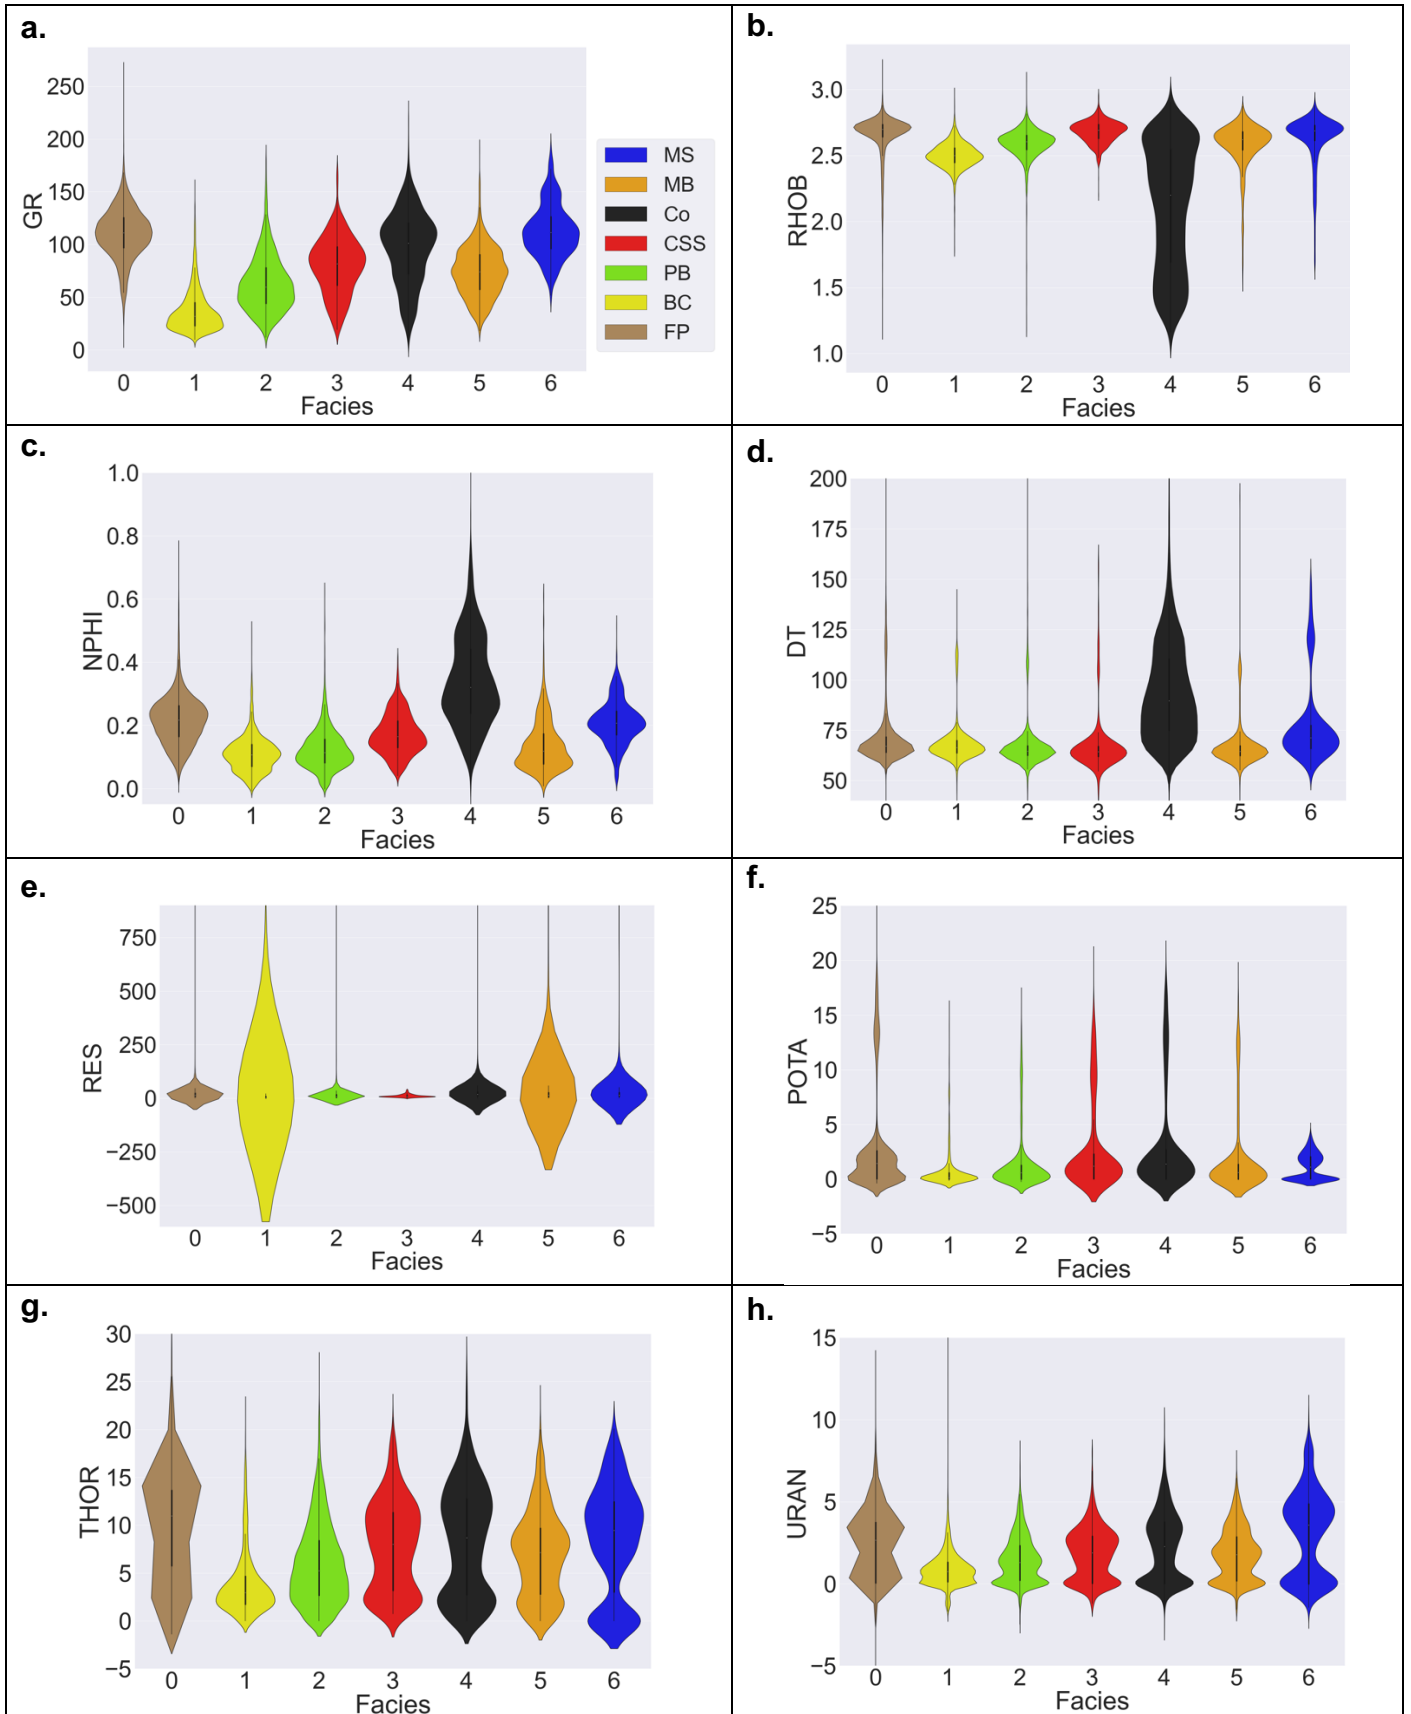 a.
GR
250
200
150
100
50
0
0 1 2 3 4 5 6
Facies
MS
MB
Co
CSS
PB
BC
FP
b.
RHOB
3.0
2.5
2.0
1.5
1.0
0 1 2 3 4 5 6
Facies
c.
NPHI
1.0
0.8
0.6
0.4
0.2
0.0
0 1 2 3 4 5 6
Facies
d.
DT
200
175
150
125
100
75
50
0 1 2 3 4 5 6
Facies
e.
RES
750
500
250
0
−250
−500
0 1 2 3 4 5 6
Facies
f.
POTA
25
20
15
10
5
0
−5
0 1 2 3 4 5 6
Facies
g.
THOR
30
25
20
15
10
5
0
−5
0 1 2 3 4 5 6
Facies
h.
URAN
15
10
5
0
−5
0 1 2 3 4 5 6
Facies